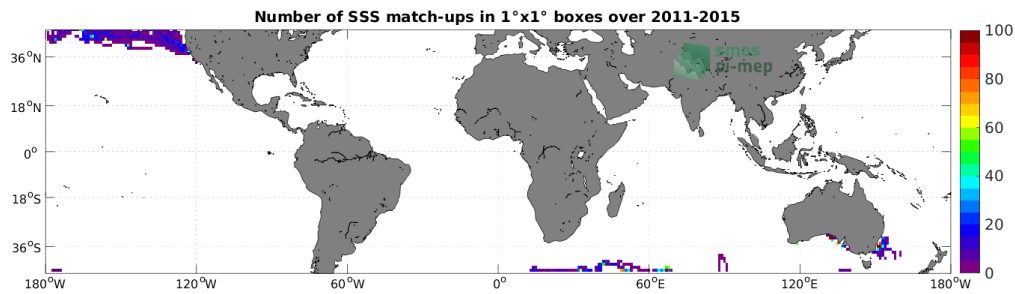 Number of SSS match-ups in 1°x1° boxes over 2011-2015
smos
pi-mep
36°N
18°N
0°
18°S
36°S
180°W
120°W
60°W
0°
60°E
120°E
180°W
100
80
60
40
20
0